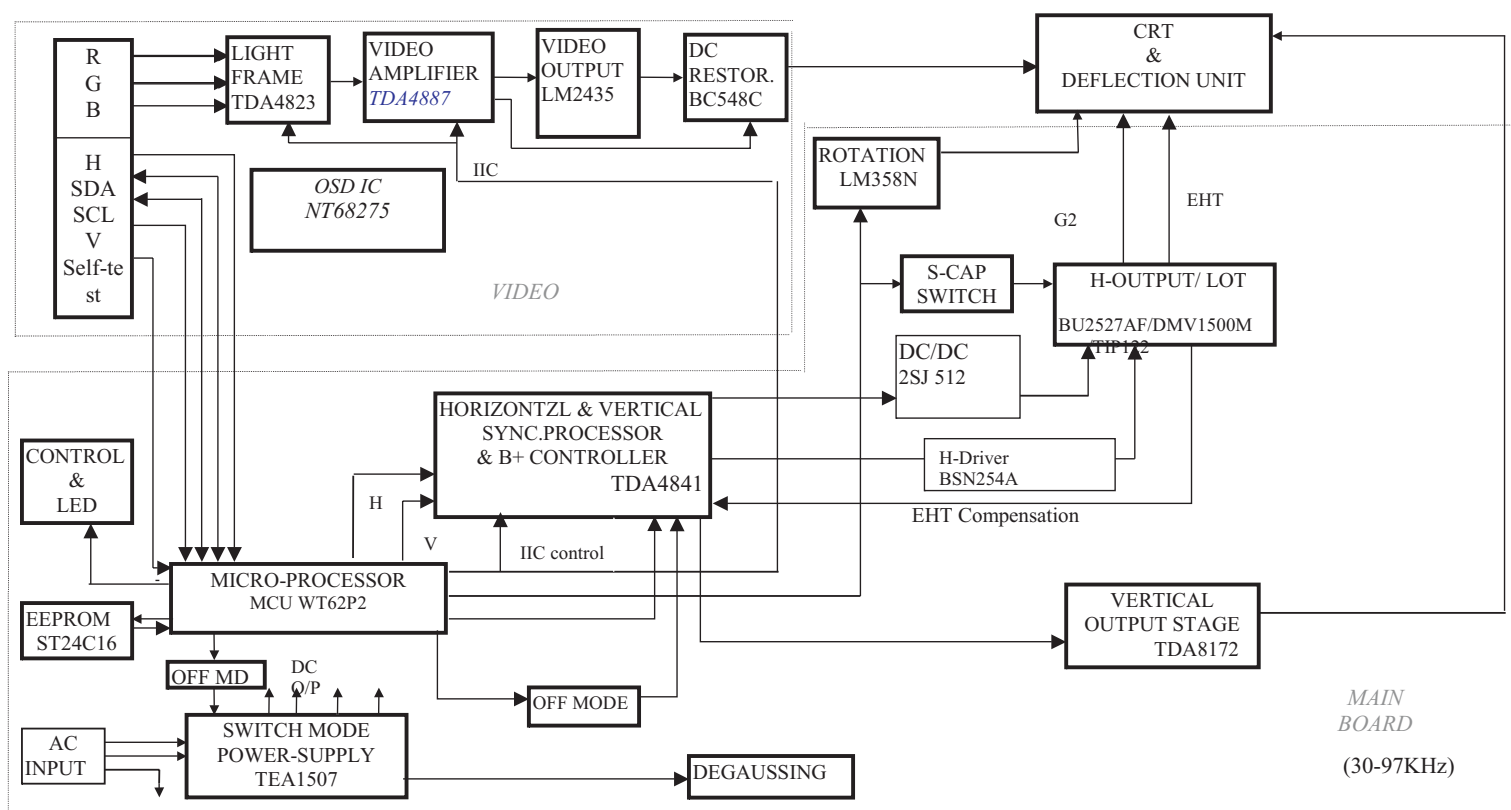 R
G
B
H
SDA
SCL
V
Self-te
st
LIGHT
FRAME
TDA4823
VIDEO
AMPLIFIER
TDA4887
VIDEO
OUTPUT
LM2435
DC
RESTOR.
BC548C
CRT
&
DEFLECTION UNIT
IIC
OSD IC
NT68275
VIDEO
ROTATION
LM358N
G2
EHT
S-CAP
SWITCH
H-OUTPUT/ LOT
BU2527AF/DMV1500M
/TIP122
DC/DC
2SJ 512
HORIZONTZL & VERTICAL
SYNC.PROCESSOR
& B+ CONTROLLER
TDA4841
H-Driver
BSN254A
EHT Compensation
CONTROL
&
LED
H
V
IIC control
MICRO-PROCESSOR
MCU WT62P2
-
EEPROM
ST24C16
VERTICAL
OUTPUT STAGE
TDA8172
OFF MD
DC
O/P
OFF MODE
SWITCH MODE
POWER-SUPPLY
TEA1507
AC
INPUT
DEGAUSSING
MAIN
BOARD
(30-97KHz)